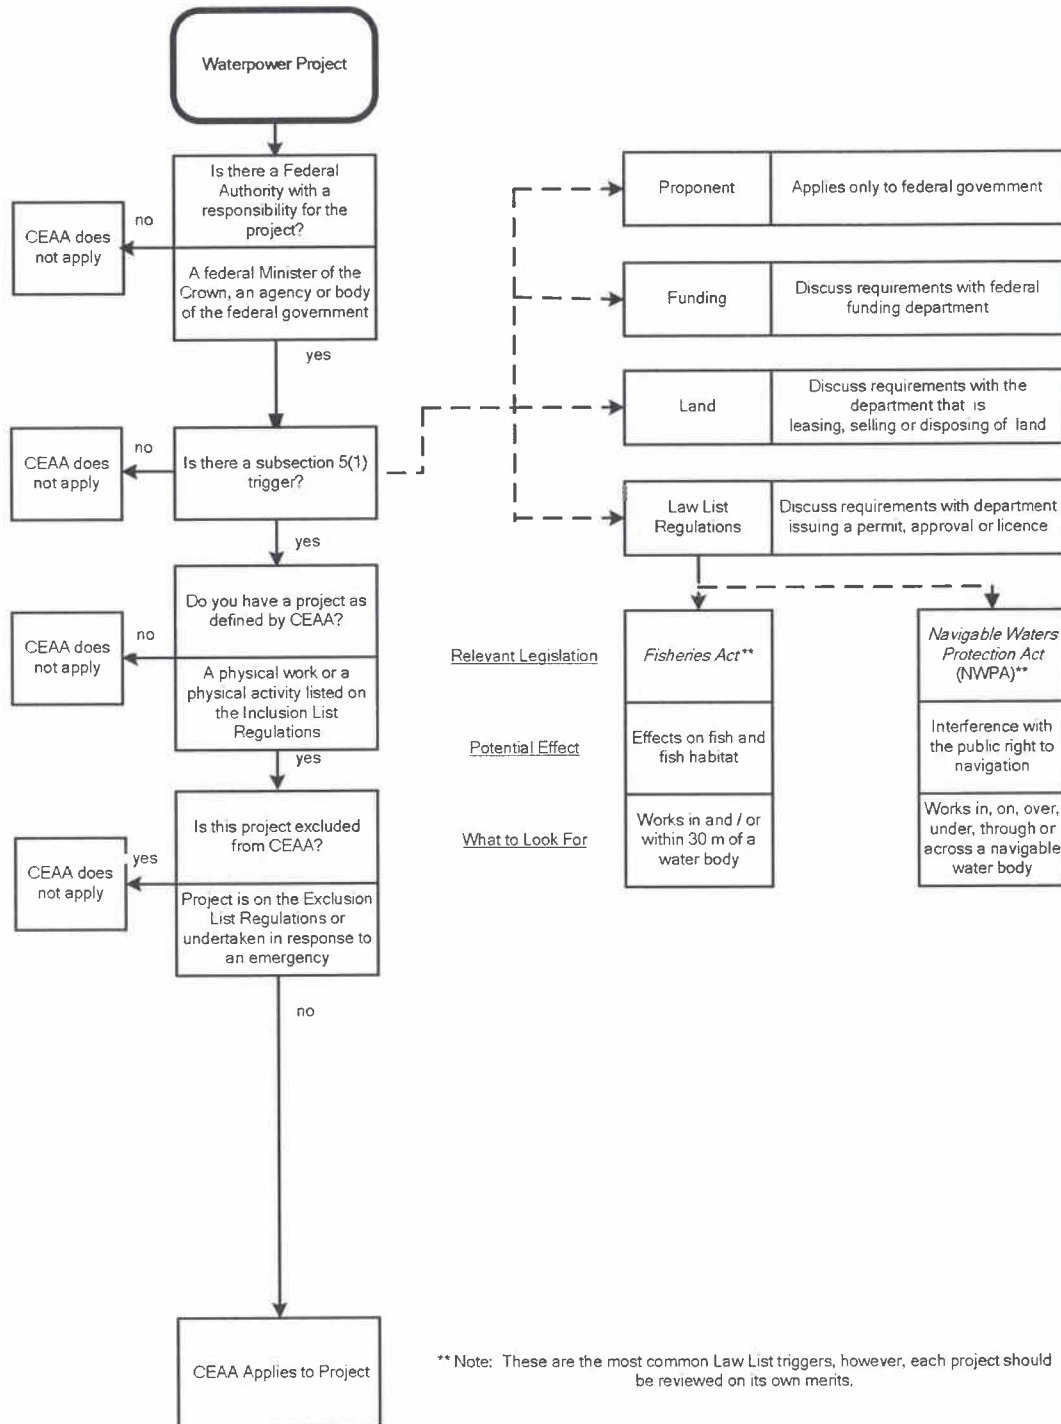 Waterpower Project
Is there a Federal
Authority with a
responsibility for the
project?
no
CEAA does
not apply
A federal Minister of the
Crown, an agency or body
of the federal government
yes
Proponent
Applies only to federal government
Funding
Discuss requirements with federal
funding department
Land
Discuss requirements with the
department that is
leasing, selling or disposing of land
Law List
Regulations
Discuss requirements with department
issuing a permit, approval or licence
Is there a subsection 5(1)
trigger?
no
CEAA does
not apply
yes
Do you have a project as
defined by CEAA?
no
CEAA does
not apply
A physical work or a
physical activity listed on
the Inclusion List
Regulations
yes
Relevant Legislation
Fisheries Act**
Navigable Waters
Protection Act
(NWPA)**
Potential Effect
Effects on fish and
fish habitat
Interference with
the public right to
navigation
What to Look For
Works in and / or
within 30 m of a
water body
Works in, on, over,
under, through or
across a navigable
water body
Is this project excluded
from CEAA?
yes
CEAA does
not apply
Project is on the Exclusion
List Regulations or
undertaken in response to
an emergency
no
CEAA Applies to Project
** Note: These are the most common Law List triggers, however, each project should
be reviewed on its own merits.